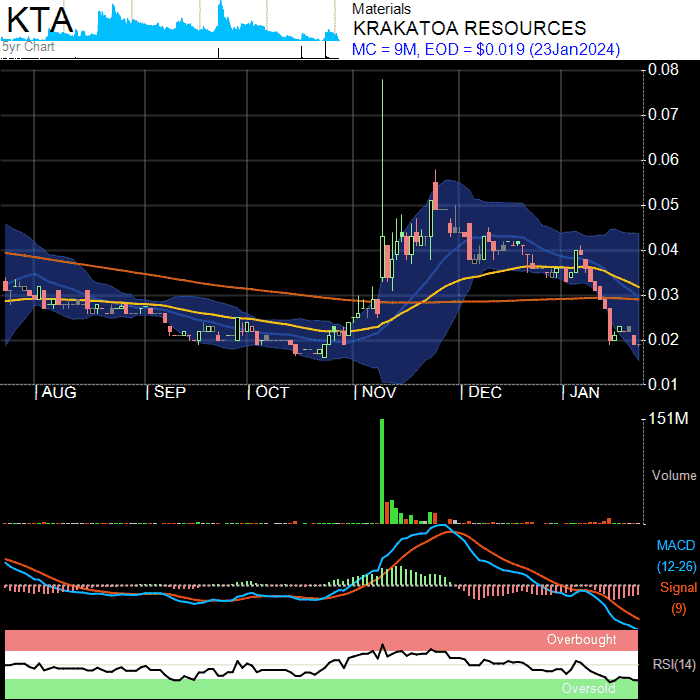 KTA
5yr Chart
Materials
KRAKATOA RESOURCES
MC = 9M, EOD = $0.019 (23Jan2024)
0.08
0.07
0.06
0.05
0.04
0.03
0.02
0.01
AUG SEP OCT NOV DEC JAN
151M
Volume
MACD
(12-26)
Signal
(9)
Overbought
RSI(14)
Oversold